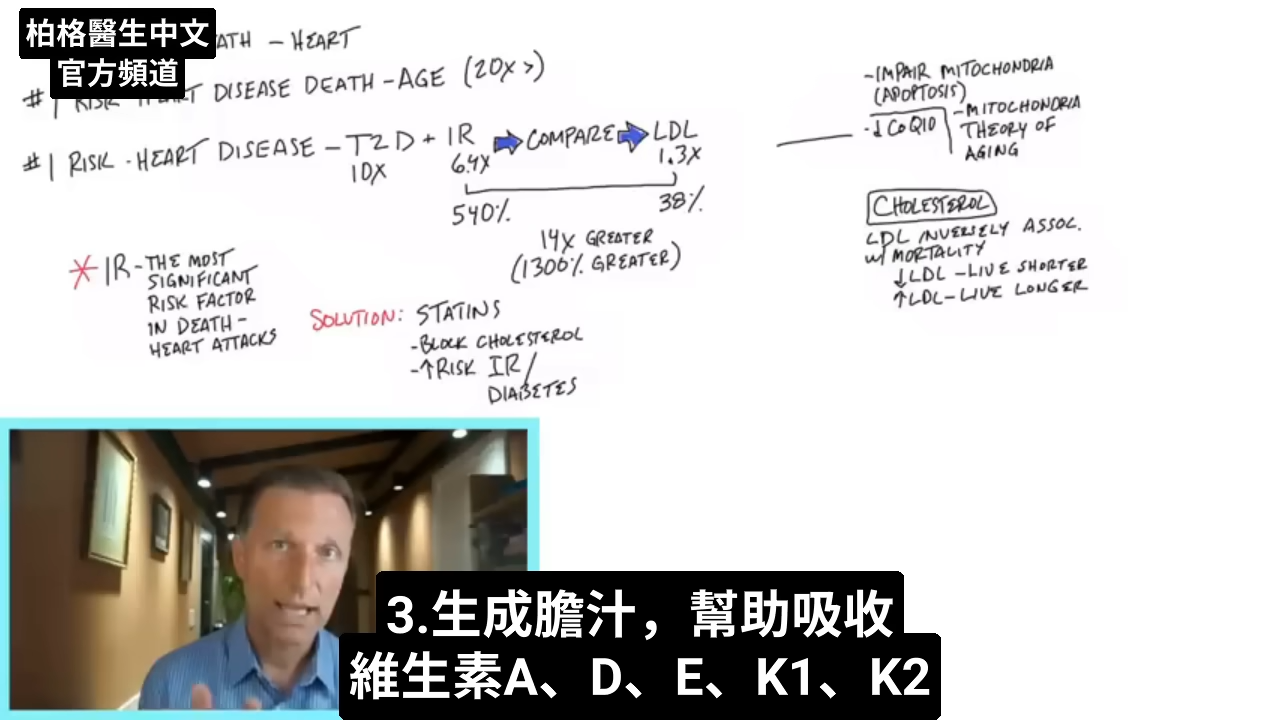 柏格醫生中文
官方頻道
ATH - HEART
#1 RISK HEART DISEASE DEATH - AGE (20X >)
#1 RISK - HEART DISEASE - T2D + IR COMPARE LDL
10X 6.4X 1.3X
540% 38%
14X GREATER
(1300% GREATER)
* IR - THE MOST
SIGNIFICANT
RISK FACTOR
IN DEATH -
HEART ATTACKS
SOLUTION: STATINS
- BLOCK CHOLESTEROL
- ↑ RISK IR/
DIABETES
- IMPAIR MITOCHONDRIA
(APOPTOSIS)
- ↓ CoQ10
- MITOCHONDRIA
THEORY OF
AGING
CHOLESTEROL
LDL INVERSELY ASSOC.
w/ MORTALITY
↓ LDL - LIVE SHORTER
↑ LDL - LIVE LONGER
3.生成膽汁，幫助吸收
維生素A、D、E、K1、K2